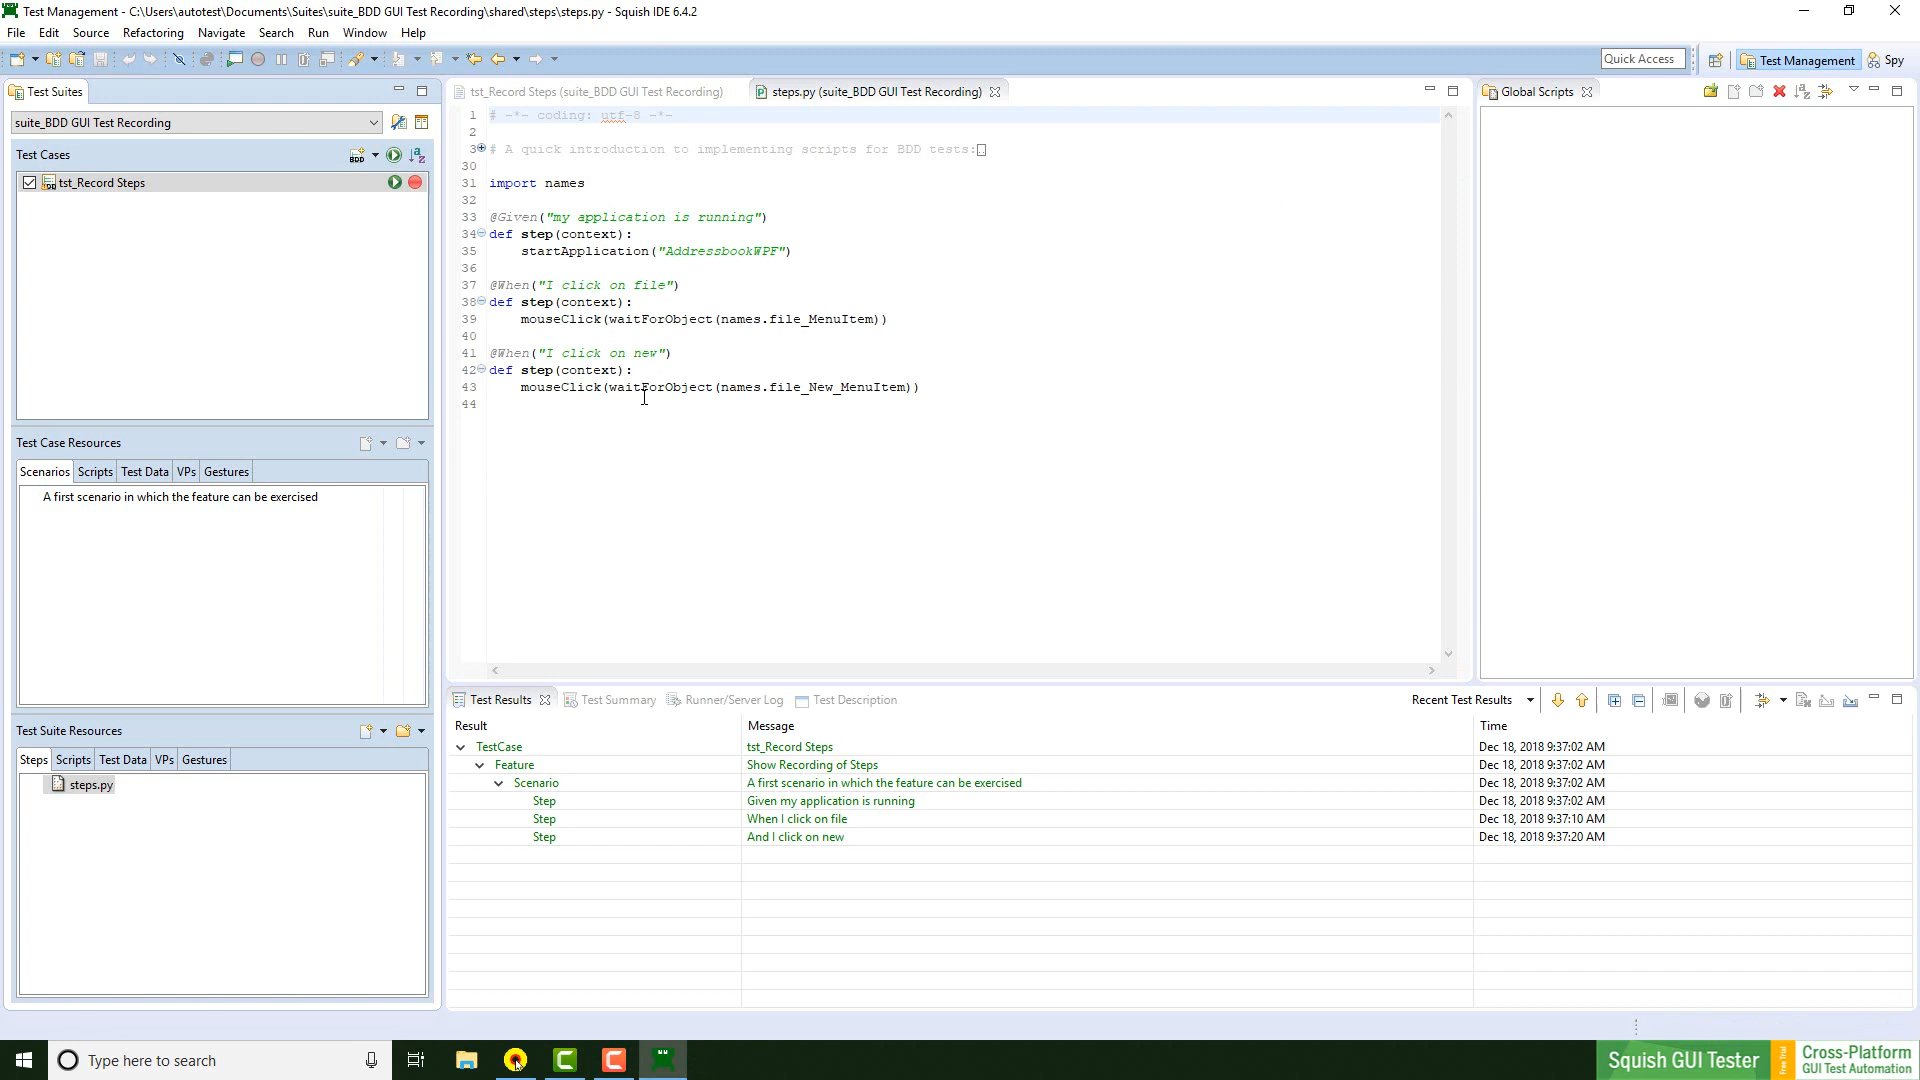 Test Management - C:\Users\autotest\Documents\Suites\suite_BDD GUI Test Recording\shared\steps\steps.py - Squish IDE 6.4.2
File Edit Source Refactoring Navigate Search Run Window Help
Quick Access Test Management Spy
Test Suites
suite_BDD GUI Test Recording
Test Cases
BDD
tst_Record Steps
Test Case Resources
Scenarios Scripts Test Data VPs Gestures
A first scenario in which the feature can be exercised
Test Suite Resources
Steps Scripts Test Data VPs Gestures
steps.py
tst_Record Steps (suite_BDD GUI Test Recording) steps.py (suite_BDD GUI Test Recording)
1 # -*- coding: utf-8 -*-
2
3 # A quick introduction to implementing scripts for BDD tests:
30
31 import names
32
33 @Given("my application is running")
34 def step(context):
35 startApplication("AddressbookWPF")
36
37 @When("I click on file")
38 def step(context):
39 mouseClick(waitForObject(names.file_MenuItem))
40
41 @When("I click on new")
42 def step(context):
43 mouseClick(waitForObject(names.file_New_MenuItem))
44
Global Scripts
Test Results Test Summary Runner/Server Log Test Description Recent Test Results
Result Message Time
TestCase tst_Record Steps Dec 18, 2018 9:37:02 AM
Feature Show Recording of Steps Dec 18, 2018 9:37:02 AM
Scenario A first scenario in which the feature can be exercised Dec 18, 2018 9:37:02 AM
Step Given my application is running Dec 18, 2018 9:37:02 AM
Step When I click on file Dec 18, 2018 9:37:10 AM
Step And I click on new Dec 18, 2018 9:37:20 AM
Type here to search
Squish GUI Tester
Free Trial
Cross-Platform
GUI Test Automation